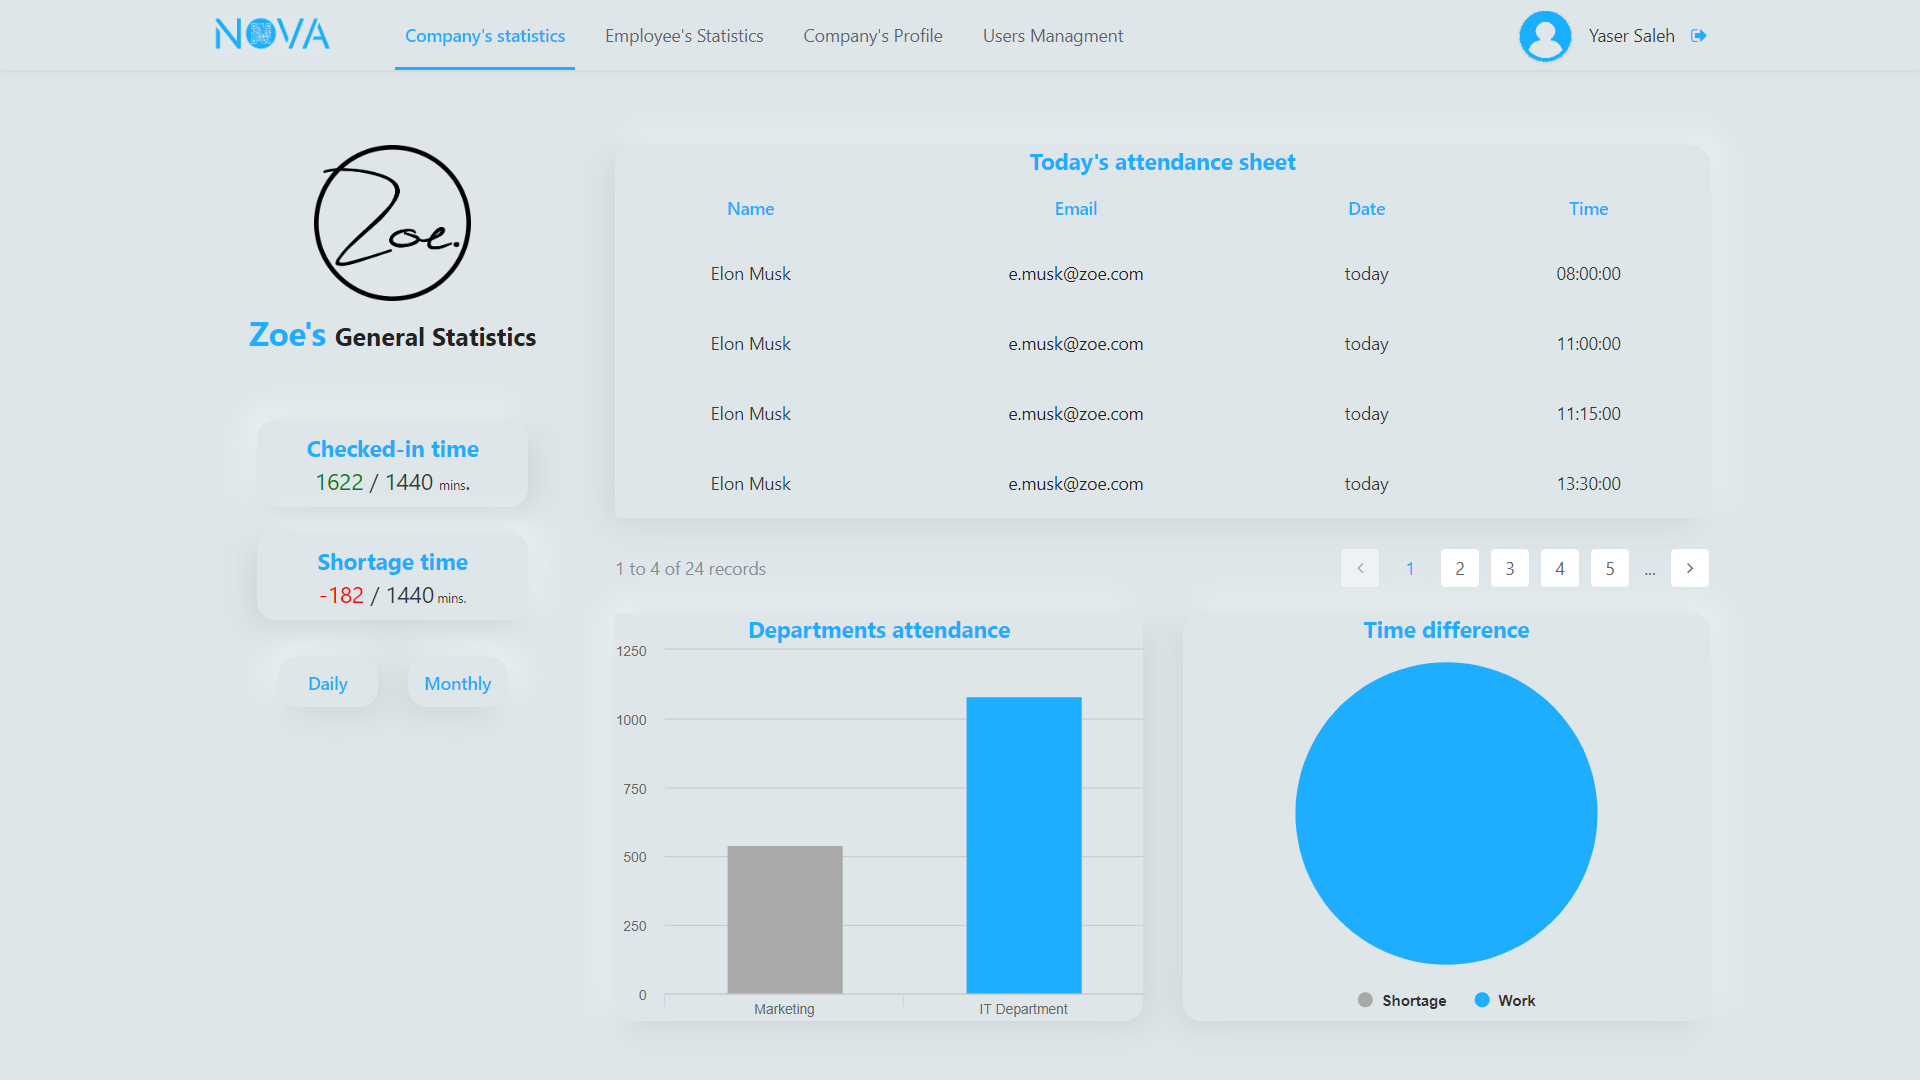 NOVA Company's statistics Employee's Statistics Company's Profile Users Managment Yaser Saleh
Zoe.
Zoe's General Statistics
Checked-in time
1622 / 1440 mins.
Shortage time
-182 / 1440 mins.
Daily Monthly
Today's attendance sheet
Name Email Date Time
Elon Musk e.musk@zoe.com today 08:00:00
Elon Musk e.musk@zoe.com today 11:00:00
Elon Musk e.musk@zoe.com today 11:15:00
Elon Musk e.musk@zoe.com today 13:30:00
1 to 4 of 24 records < 1 2 3 4 5 ... >
Departments attendance
1250
1000
750
500
250
0
Marketing IT Department
Time difference
Shortage Work